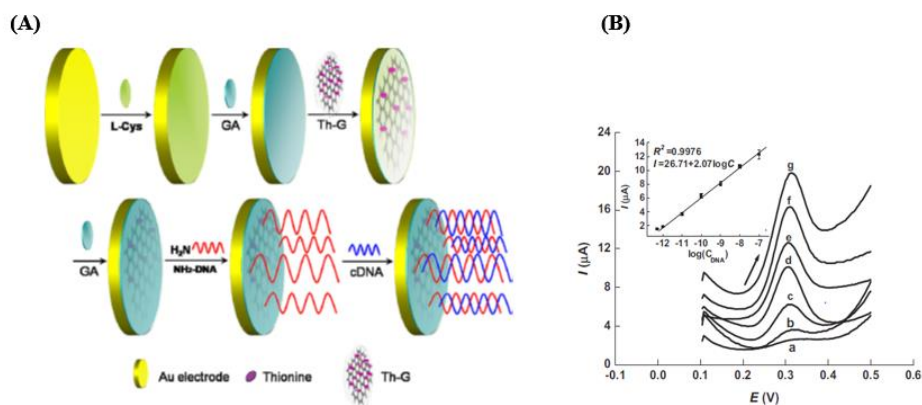 (A)
L-Cys
GA
Th-G
GA
H₂N
NH₂-DNA
cDNA
Au electrode
Thionine
Th-G
(B)
24
20
16
12
8
4
0
I (μA)
-0.1 0.0 0.1 0.2 0.3 0.4 0.5 0.6
E (V)
g
f
e
d
c
b
a
14
12
10
8
6
4
2
I (μA)
R² =0.9976
I =26.71+2.07logC
-12 -11 -10 -9 -8 -7
log(C_DNA)